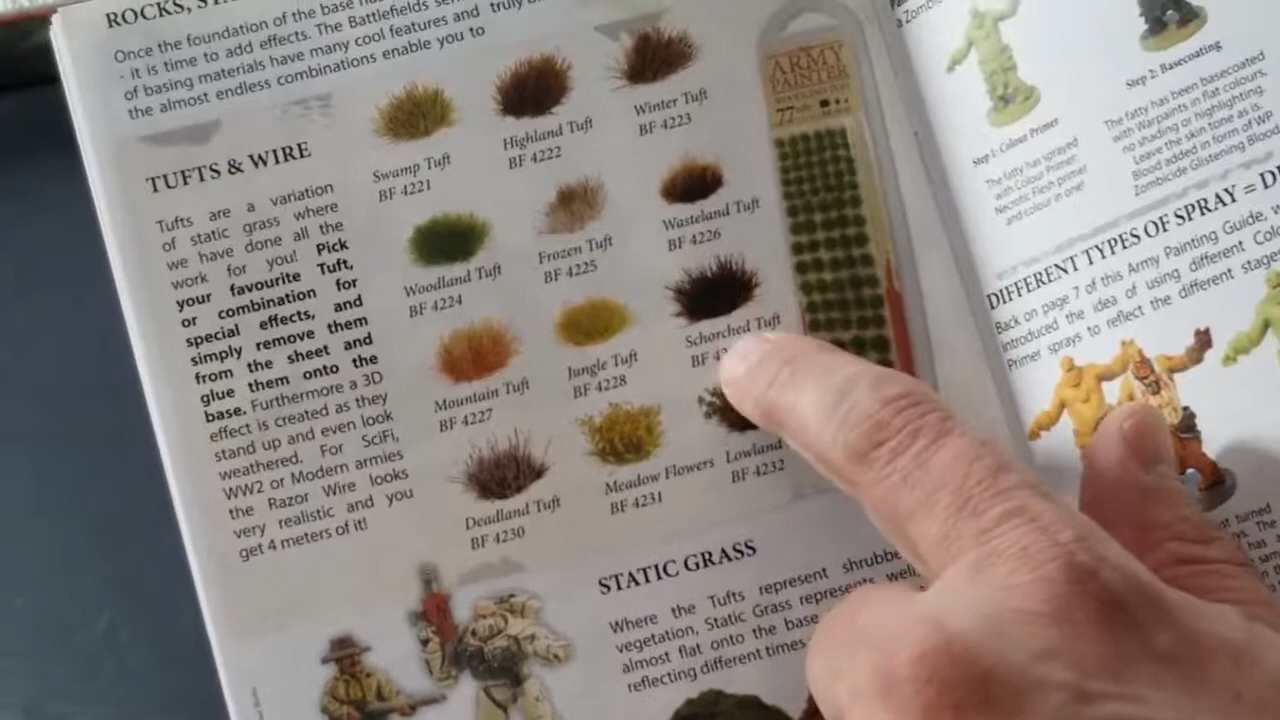 ROCKS,
Once the foundation of the base
- it is time to add effects. The Battlefields
of basing materials have many cool features and truly
the almost endless combinations enable you to
TUFTS & WIRE
Tufts are a variation
of static grass where
we have done all the
work for you! Pick
your favourite Tuft,
or combination for
special effects, and
simply remove them
from the sheet and
glue them onto the
base. Furthermore a 3D
effect is created as they
stand up and even look
weathered. For SciFi,
WW2 or Modern armies
the Razor Wire looks
very realistic and you
get 4 meters of it!
Swamp Tuft
BF 4221
Highland Tuft
BF 4222
Winter Tuft
BF 4223
Woodland Tuft
BF 4224
Frozen Tuft
BF 4225
Wasteland Tuft
BF 4226
Mountain Tuft
BF 4227
Jungle Tuft
BF 4228
Schorched Tuft
BF
Deadland Tuft
BF 4230
Meadow Flowers
BF 4231
Lowland
BF 4232
ARMY
PAINTER
77
STATIC GRASS
Where the Tufts represent
vegetation, Static Grass represents
almost flat onto the base
reflecting different times
a Zombie
Step 1: Colour Primer
The fatty has sprayed
with Colour Primer:
Necrotic Flesh primer
and colour in one!
Step 2: Basecoating
The fatty has been basecoated
with Warpaints in flat colours,
no shading or highlighting.
Leave the skin tone as is.
Blood added in form of WP
Zombicide Glistening Blood
DIFFERENT TYPES OF SPRAY =
Back on page 7 of this Army Painting Guide,
introduced the idea of using different
Primer sprays to reflect the different
turned